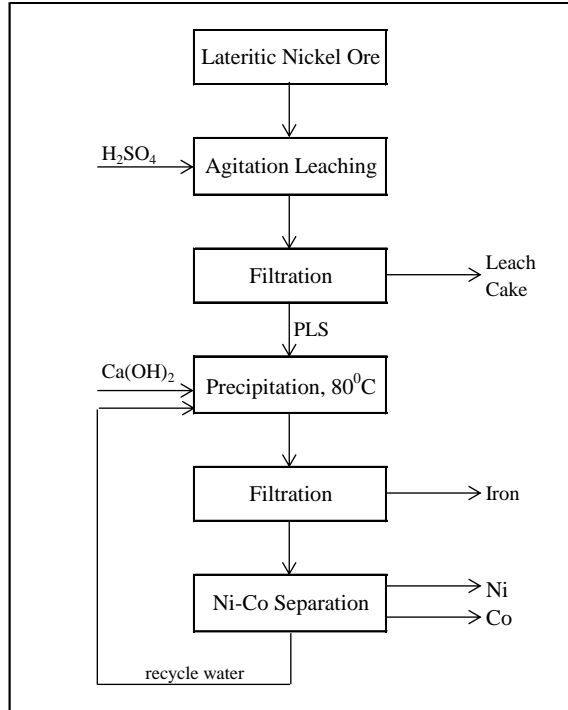 Lateritic Nickel Ore
H₂SO₄
Agitation Leaching
Filtration
Leach
Cake
PLS
Ca(OH)₂
Precipitation, 80⁰C
Filtration
Iron
Ni-Co Separation
Ni
Co
recycle water